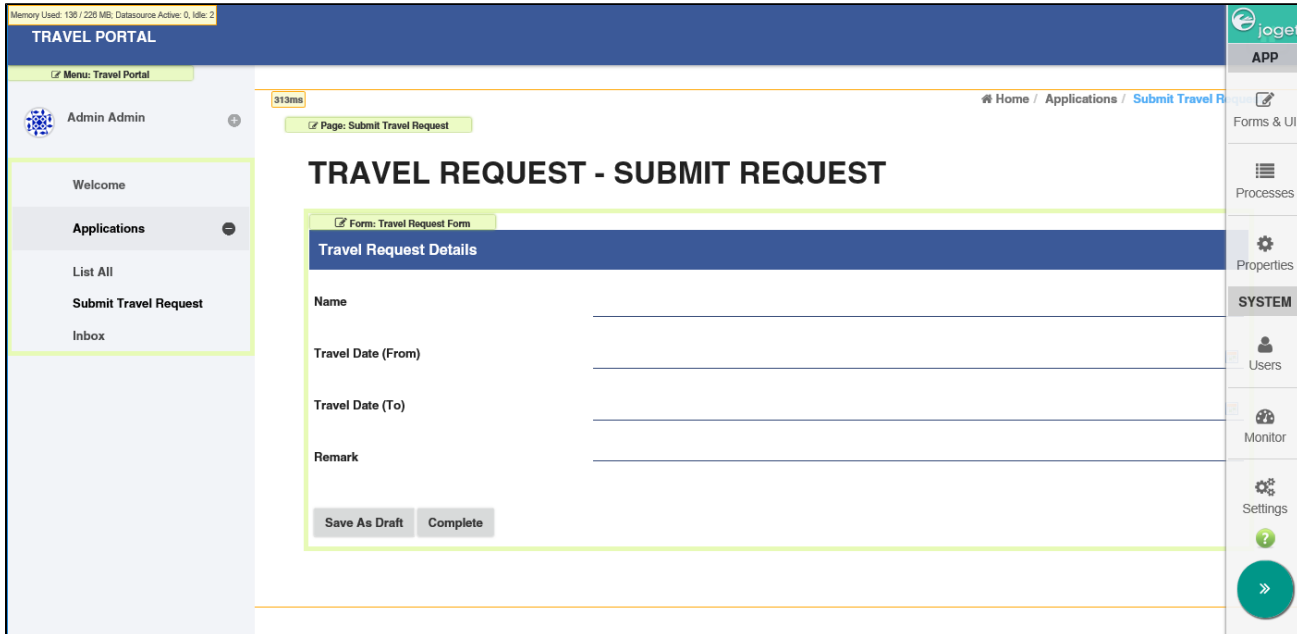 Memory Used: 136 / 226 MB; Datasource Active: 0, Idle: 2
TRAVEL PORTAL
Menu: Travel Portal
Admin Admin
Welcome
Applications
List All
Submit Travel Request
Inbox
313ms
Home / Applications / Submit Travel Request
Page: Submit Travel Request
TRAVEL REQUEST - SUBMIT REQUEST
Form: Travel Request Form
Travel Request Details
Name
Travel Date (From)
Travel Date (To)
Remark
Save As Draft
Complete
joget
APP
Forms & UI
Processes
Properties
SYSTEM
Users
Monitor
Settings
?